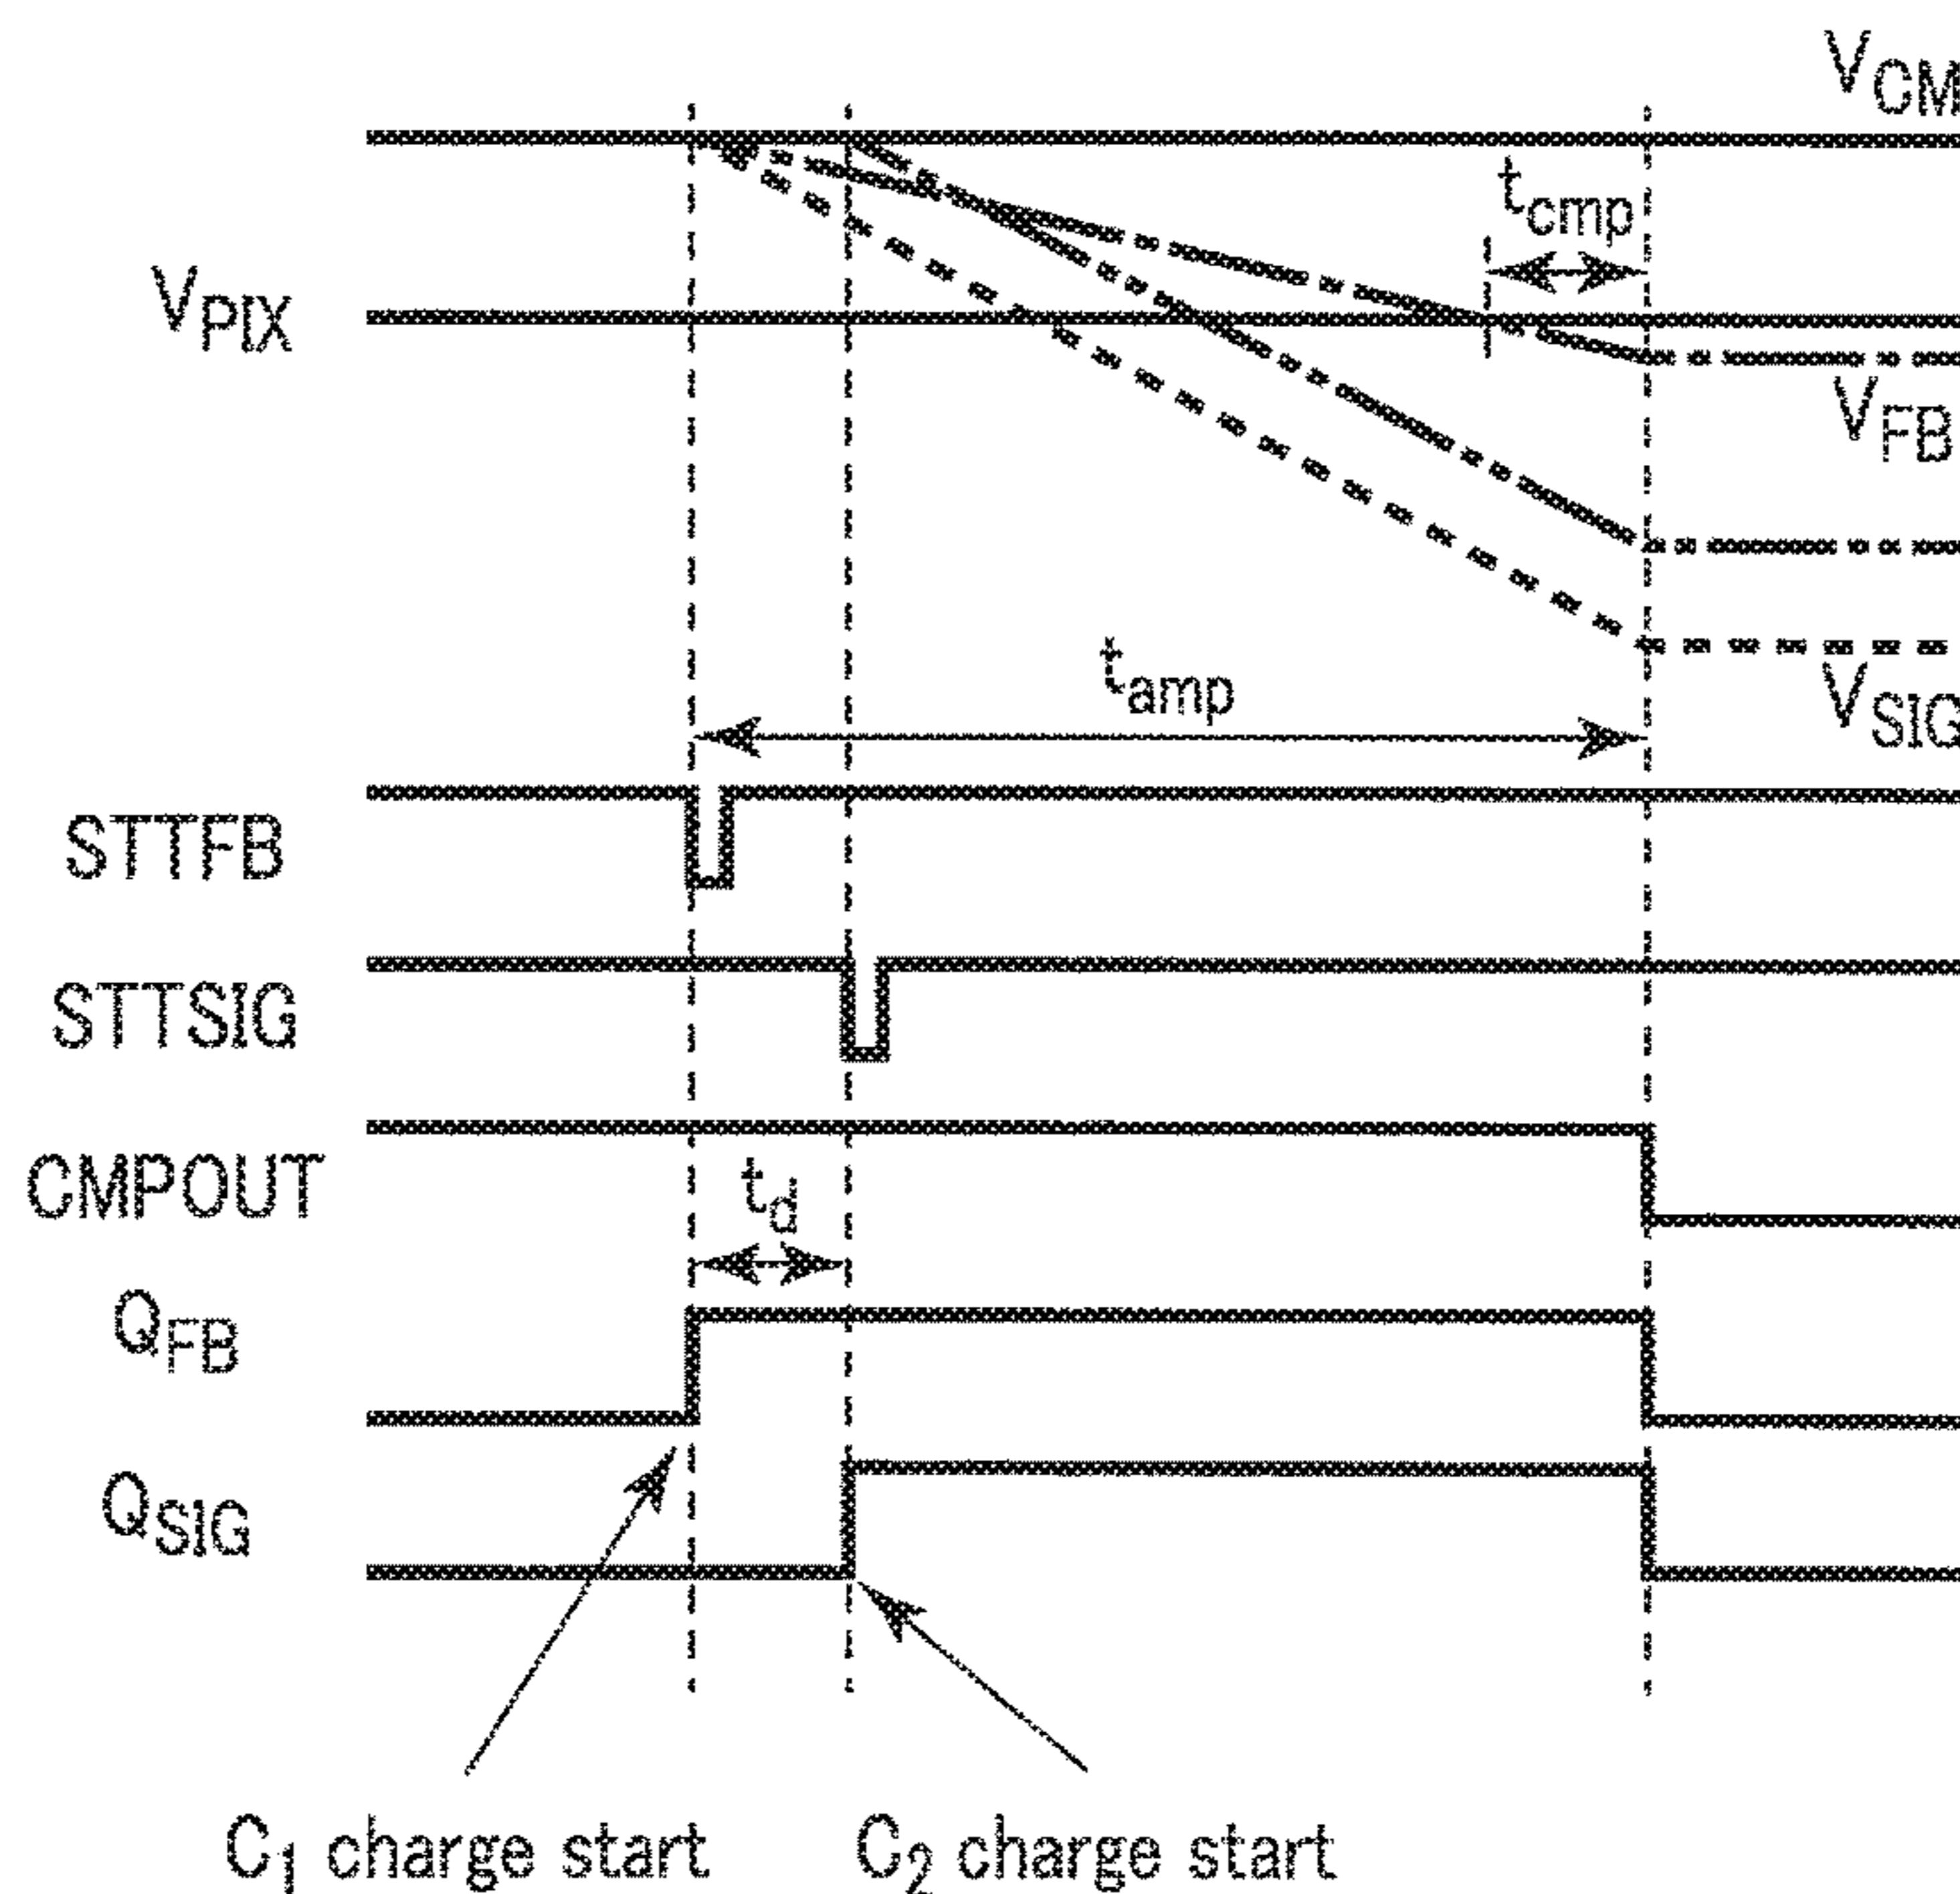 V_CM
t_cmp
V_PIX
V_FB
t_amp
V_SIG
STTFB
STTSIG
CMPOUT
t_d
Q_FB
Q_SIG
C_1 charge start
C_2 charge start